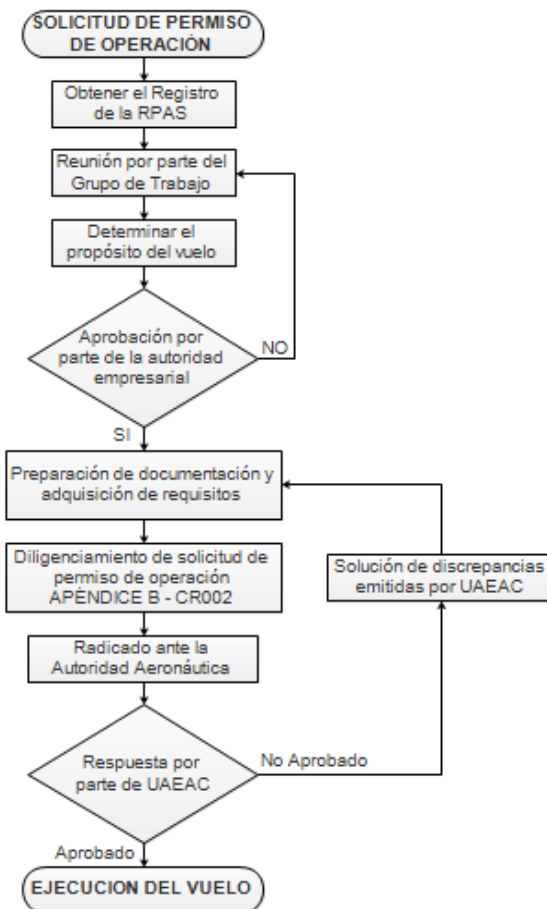 SOLICITUD DE PERMISO
DE OPERACIÓN
Obtener el Registro
de la RPAS
Reunión por parte del
Grupo de Trabajo
Determinar el
propósito del vuelo
Aprobación por
parte de la autoridad
empresarial
NO
SI
Preparación de documentación y
adquisición de requisitos
Diligenciamiento de solicitud de
permiso de operación
APÈNDICE B - CR002
Solución de discrepancias
emitidas por UAEAC
Radicado ante la
Autoridad Aeronáutica
Respuesta por
parte de UAEAC
No Aprobado
Aprobado
EJECUCION DEL VUELO